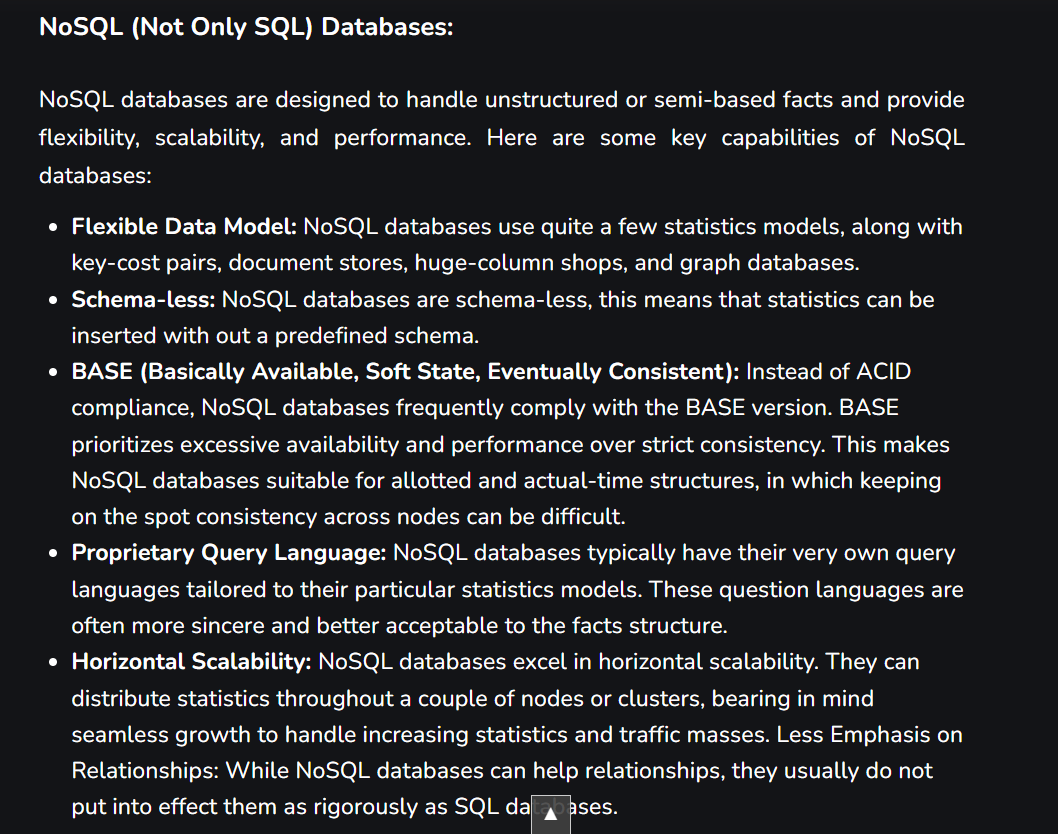 NoSQL (Not Only SQL) Databases:
NoSQL databases are designed to handle unstructured or semi-based facts and provide
flexibility, scalability, and performance. Here are some key capabilities of NoSQL
databases:
• Flexible Data Model: NoSQL databases use quite a few statistics models, along with
key-cost pairs, document stores, huge-column shops, and graph databases.
• Schema-less: NoSQL databases are schema-less, this means that statistics can be
inserted with out a predefined schema.
• BASE (Basically Available, Soft State, Eventually Consistent): Instead of ACID
compliance, NoSQL databases frequently comply with the BASE version. BASE
prioritizes excessive availability and performance over strict consistency. This makes
NoSQL databases suitable for allotted and actual-time structures, in which keeping
on the spot consistency across nodes can be difficult.
• Proprietary Query Language: NoSQL databases typically have their very own query
languages tailored to their particular statistics models. These question languages are
often more sincere and better acceptable to the facts structure.
• Horizontal Scalability: NoSQL databases excel in horizontal scalability. They can
distribute statistics throughout a couple of nodes or clusters, bearing in mind
seamless growth to handle increasing statistics and traffic masses. Less Emphasis on
Relationships: While NoSQL databases can help relationships, they usually do not
put into effect them as rigorously as SQL databases.